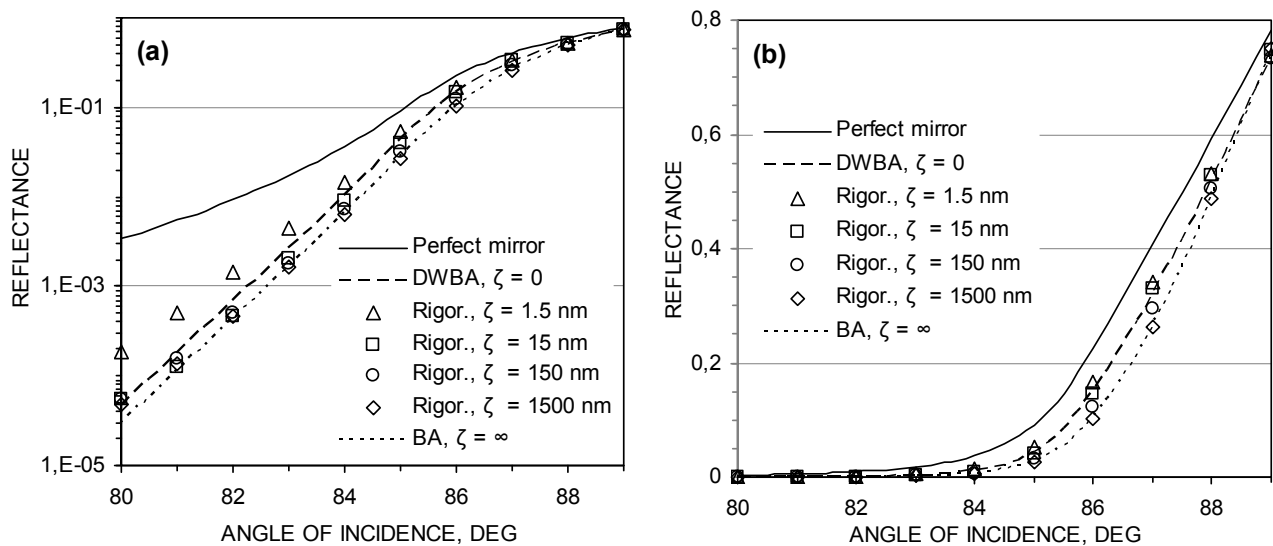 (a)
REFLECTANCE
1,E-01
1,E-03
1,E-05
Perfect mirror
DWBA, ζ = 0
Rigor., ζ = 1.5 nm
Rigor., ζ = 15 nm
Rigor., ζ = 150 nm
Rigor., ζ = 1500 nm
BA, ζ = ∞
80 82 84 86 88
ANGLE OF INCIDENCE, DEG
(b)
REFLECTANCE
0,8
0,6
0,4
0,2
0
Perfect mirror
DWBA, ζ = 0
Rigor., ζ = 1.5 nm
Rigor., ζ = 15 nm
Rigor., ζ = 150 nm
Rigor., ζ = 1500 nm
BA, ζ = ∞
80 82 84 86 88
ANGLE OF INCIDENCE, DEG